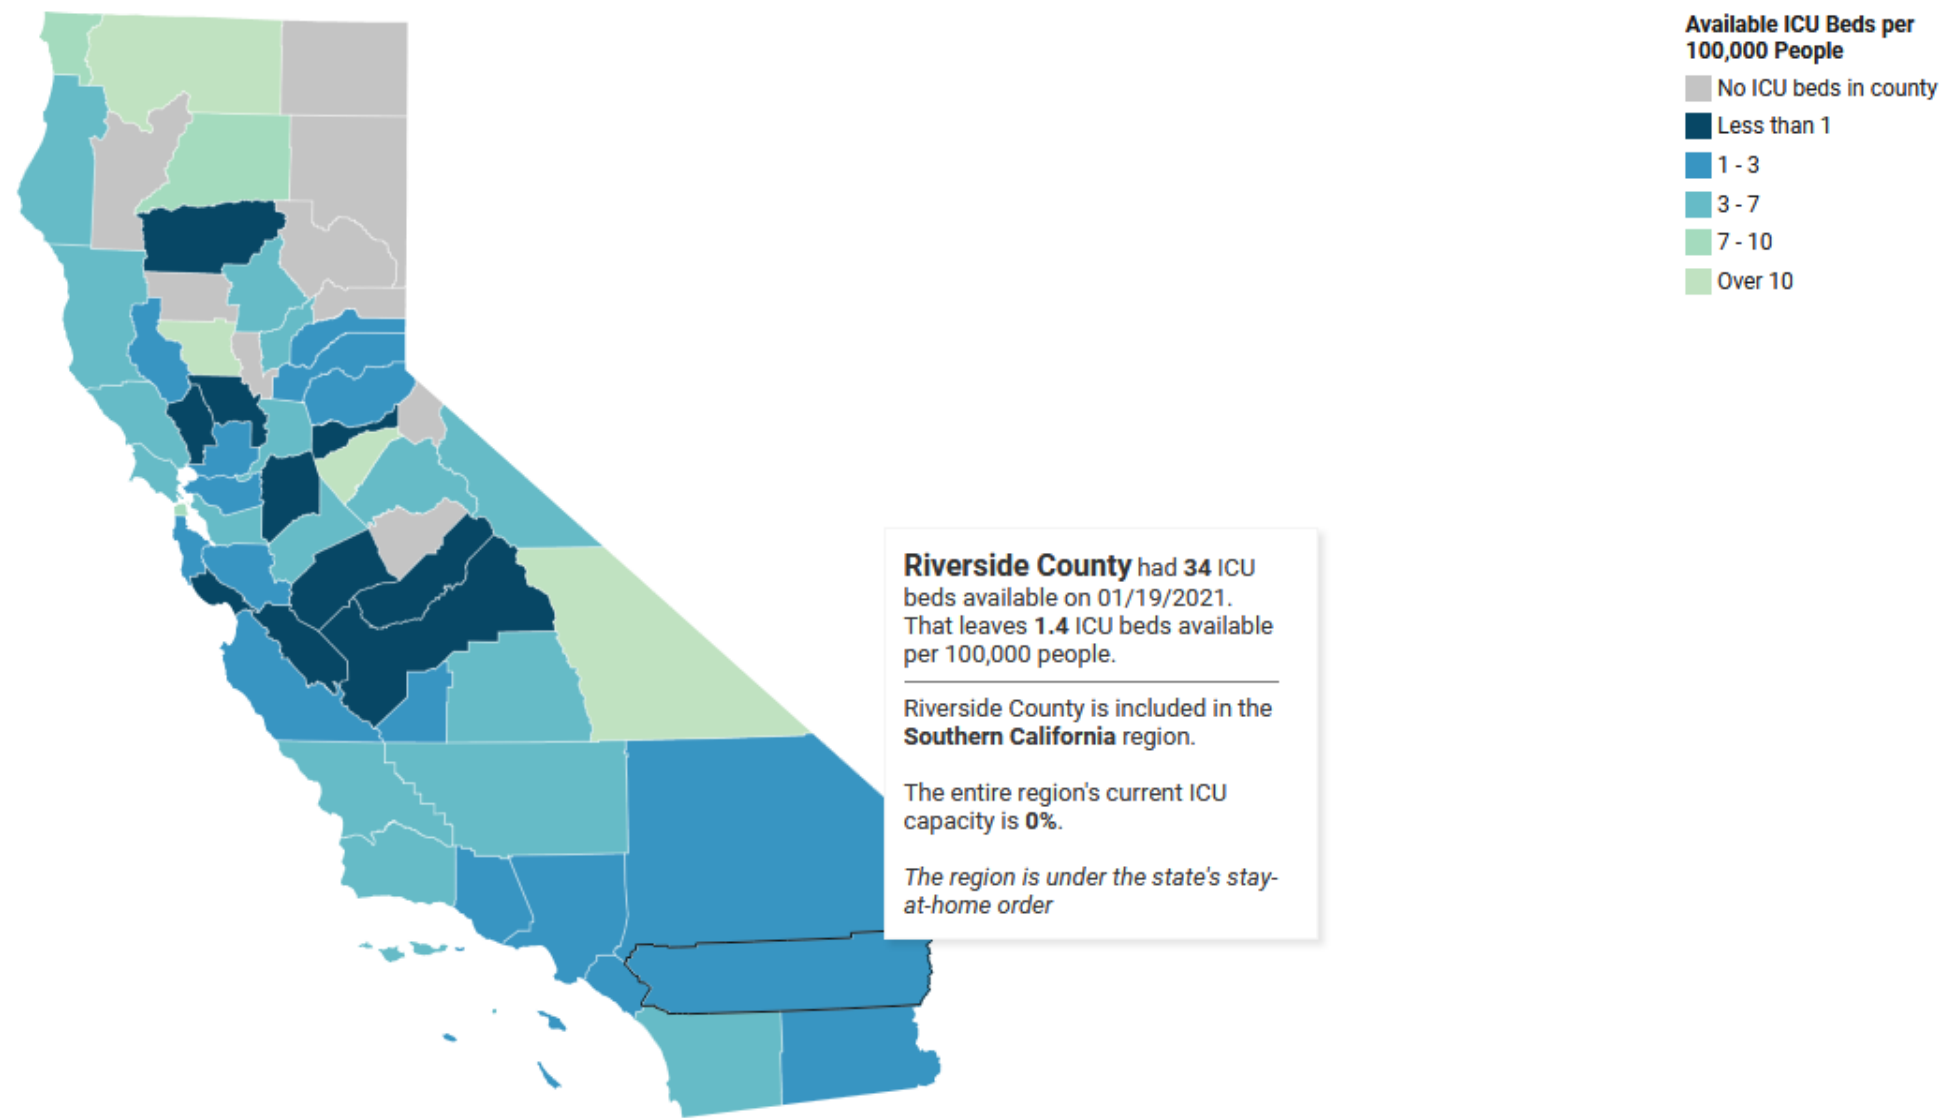 Available ICU Beds per
100,000 People
No ICU beds in county
Less than 1
1 - 3
3 - 7
7 - 10
Over 10
Riverside County had 34 ICU
beds available on 01/19/2021.
That leaves 1.4 ICU beds available
per 100,000 people.
Riverside County is included in the
Southern California region.
The entire region's current ICU
capacity is 0%.
The region is under the state's stay-
at-home order